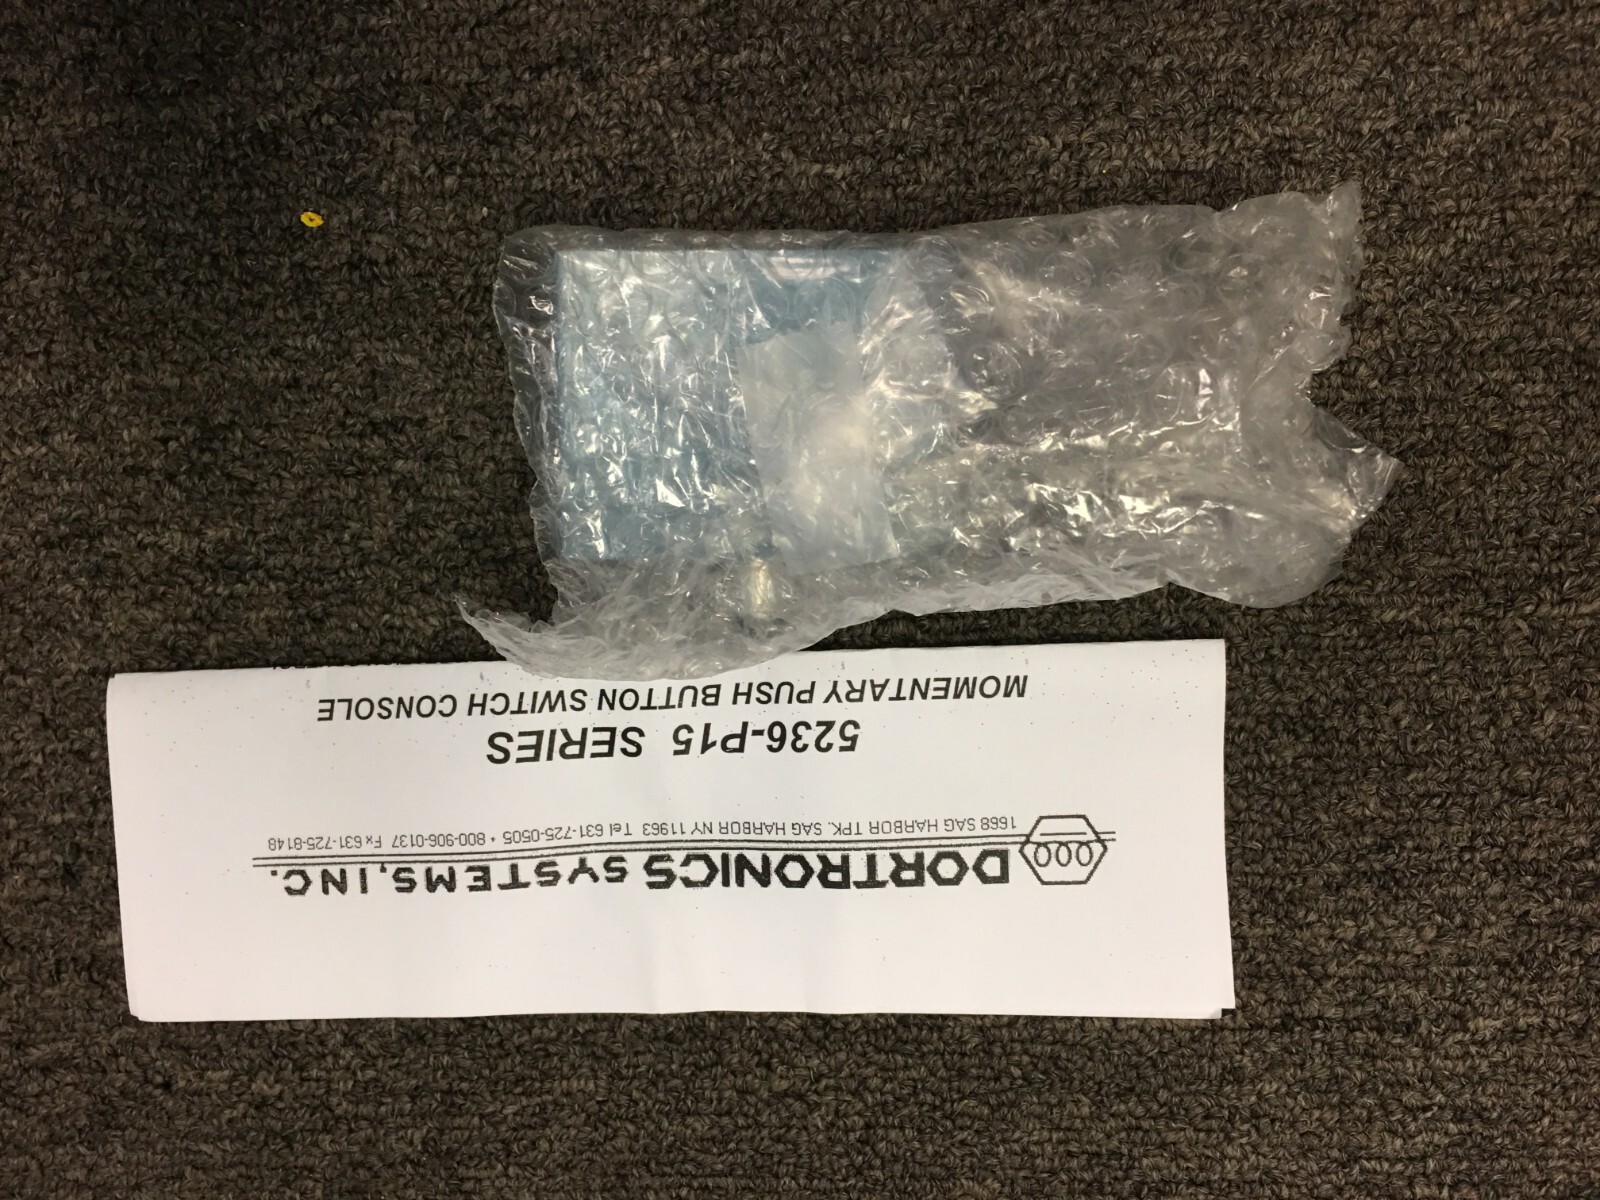 DORTRONICS SYSTEMS, INC.
1668 SAG HARBOR TPK. SAG HARBOR NY 11963 Tel 631-725-0505 • 800-906-0137 Fx 631-725-8148
5236-P15 SERIES
MOMENTARY PUSH BUTTON SWITCH CONSOLE